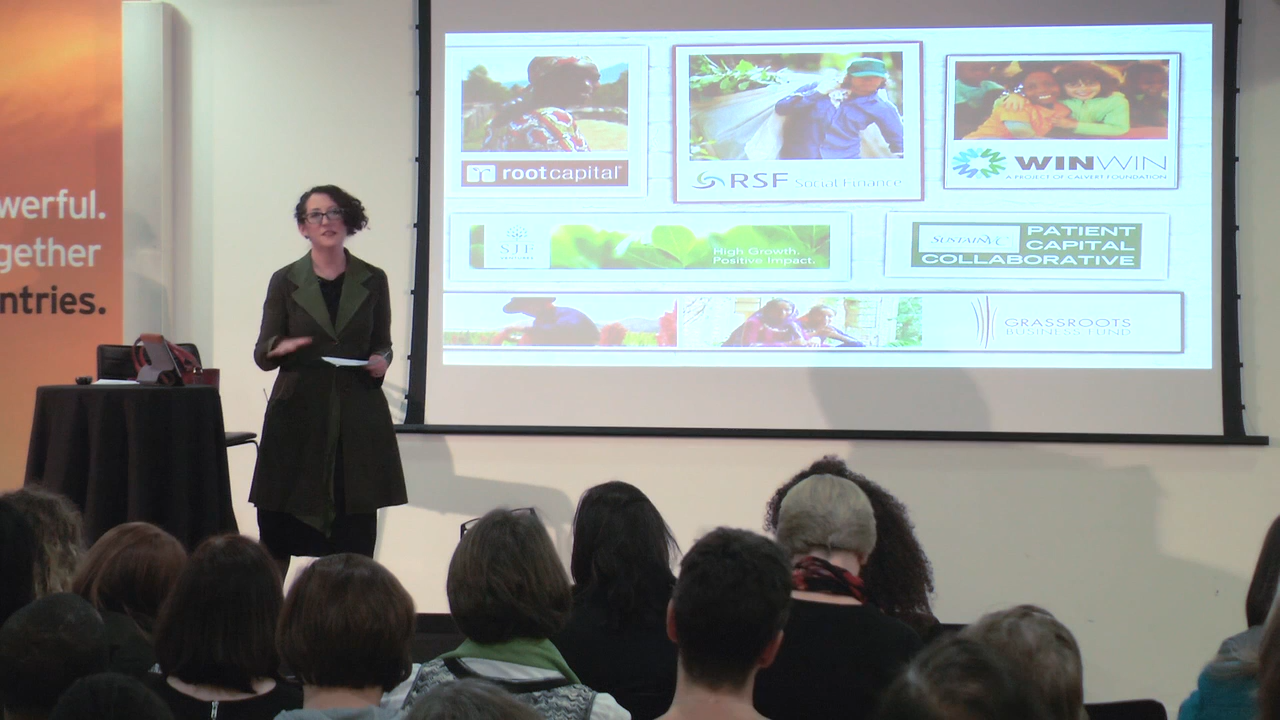 werful.
gether
ntries.
rootcapital
RSF Social Finance
WINWIN
A PROJECT OF CALVERT FOUNDATION
SJF
VENTURES
High Growth.
Positive Impact.
PATIENT
CAPITAL
COLLABORATIVE
GRASSROOTS
BUSINESS FUND